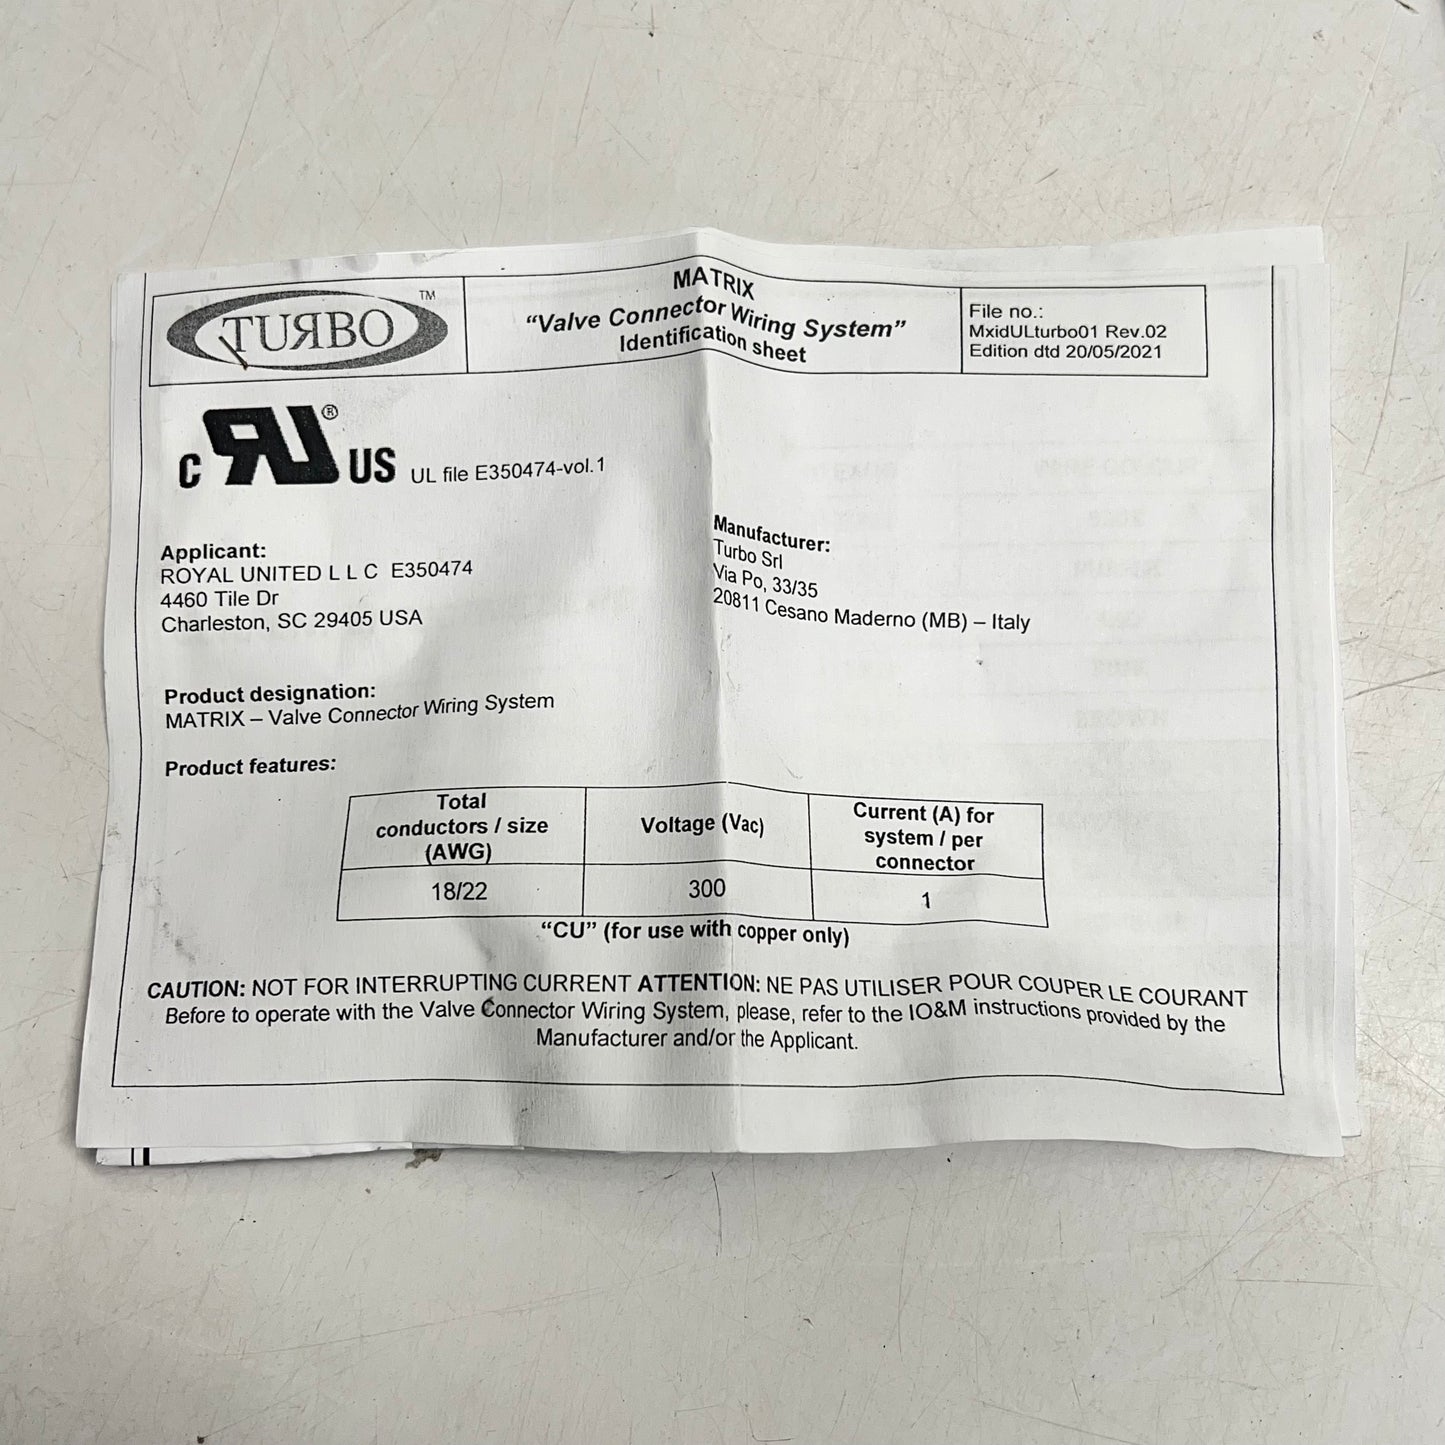 TURBO
TM
MATRIX
“Valve Connector Wiring System”
Identification sheet
File no.:
MxidULturbo01 Rev.02
Edition dtd 20/05/2021
c RU ® US UL file E350474-vol.1
Applicant:
ROYAL UNITED L L C E350474
4460 Tile Dr
Charleston, SC 29405 USA
Manufacturer:
Turbo Srl
Via Po, 33/35
20811 Cesano Maderno (MB) – Italy
Product designation:
MATRIX – Valve Connector Wiring System
Product features:
Total
conductors / size
(AWG)
Voltage (Vac)
Current (A) for
system / per
connector
18/22
300
1
“CU” (for use with copper only)
CAUTION: NOT FOR INTERRUPTING CURRENT ATTENTION: NE PAS UTILISER POUR COUPER LE COURANT
Before to operate with the Valve Connector Wiring System, please, refer to the IO&M instructions provided by the
Manufacturer and/or the Applicant.